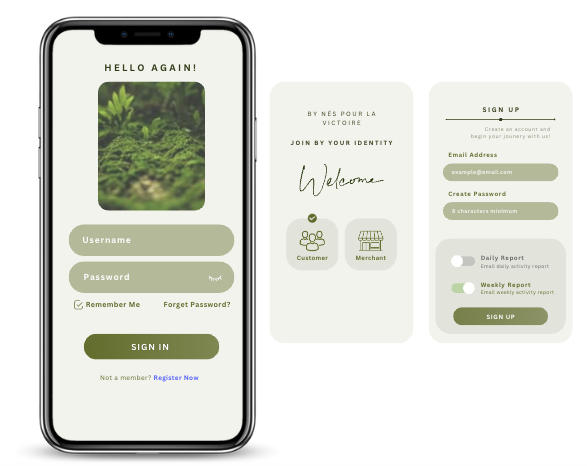 HELLO AGAIN!
Username
Password
Remember Me
Forget Password?
SIGN IN
Not a member? Register Now
BY NÉS POUR LA
VICTOIRE
JOIN BY YOUR IDENTITY
Welcome
Customer
Merchant
SIGN UP
Create an account and
begin your jounery with us!
Email Address
example@email.com
Create Password
8 characters minimum
Daily Report
Email daily activity report
Weekly Report
Email weekly activity report
SIGN UP